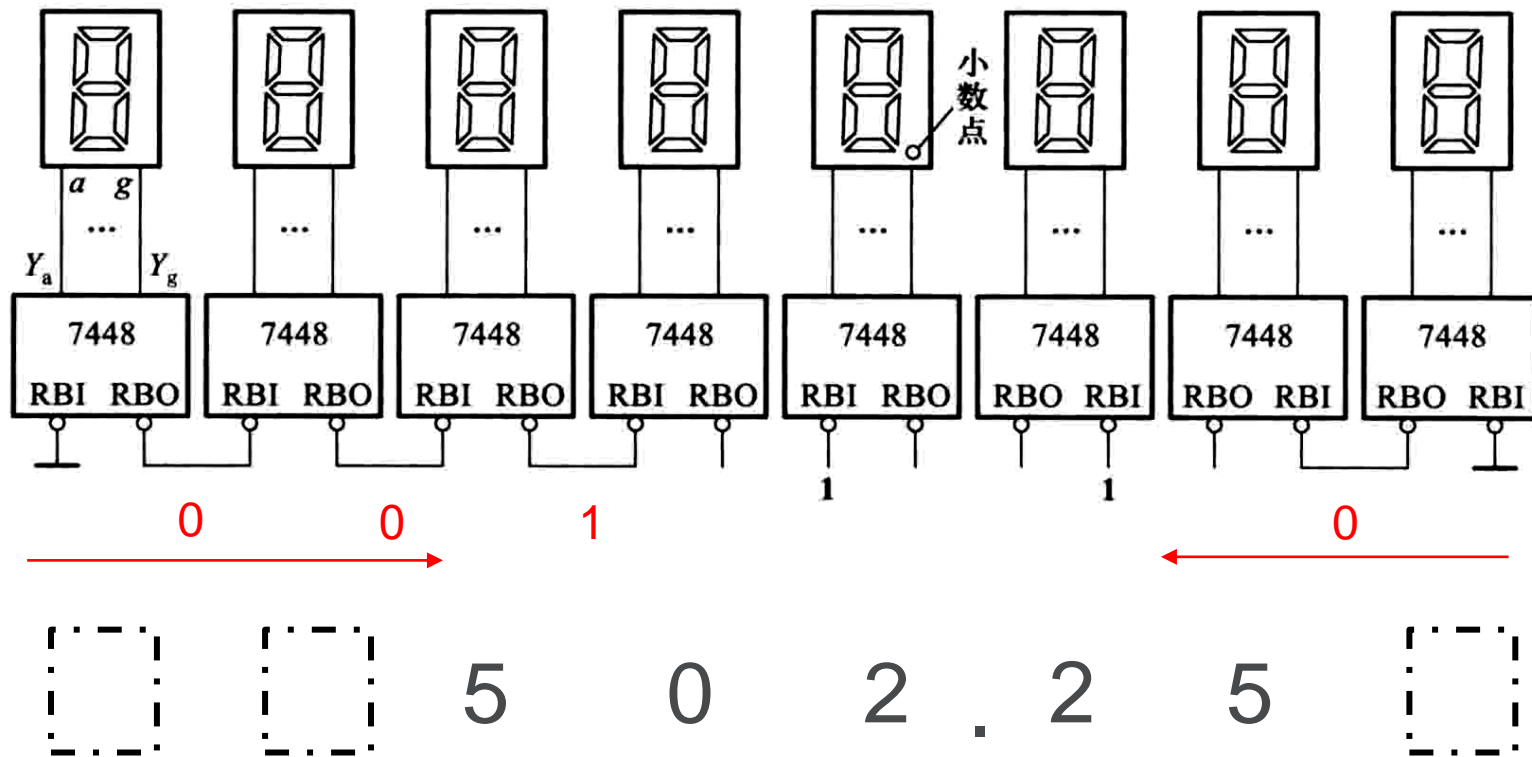 小数点
a g
... ... ... ... ... ... ... ...
Ya Yg
7448 7448 7448 7448 7448 7448 7448 7448
RBI RBO RBI RBO RBI RBO RBI RBO RBI RBO RBO RBI RBO RBI RBO RBI
1 1
0 0 1 0
5 0 2 . 2 5